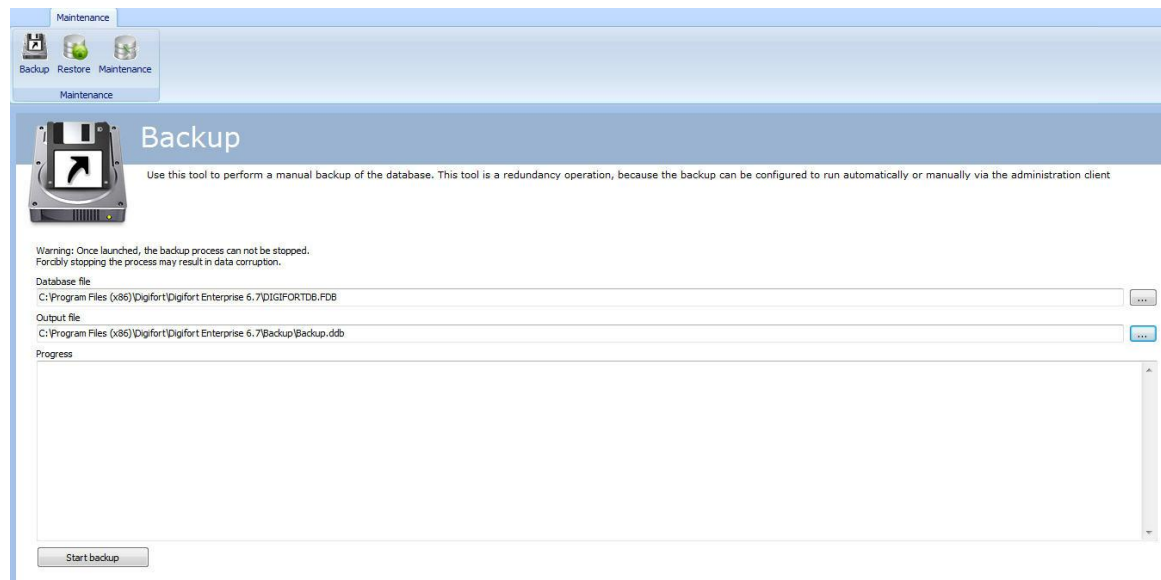 Maintenance
Backup Restore Maintenance
Maintenance
Backup
Use this tool to perform a manual backup of the database. This tool is a redundancy operation, because the backup can be configured to run automatically or manually via the administration client
Warning: Once launched, the backup process can not be stopped.
Forcibly stopping the process may result in data corruption.
Database file
C:\Program Files (x86)\Digifort\Digifort Enterprise 6.7\DIGIFORTDB.FDB
...
Output file
C:\Program Files (x86)\Digifort\Digifort Enterprise 6.7\Backup\Backup.ddb
...
Progress
Start backup